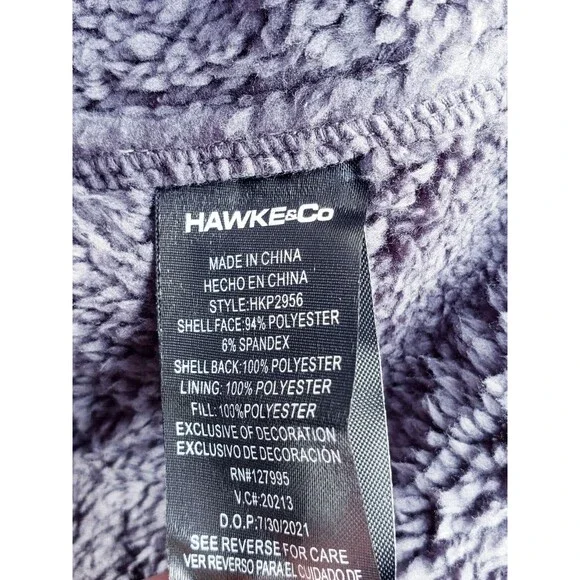 HAWKE&Co
MADE IN CHINA
HECHO EN CHINA
STYLE:HKP2956
SHELL FACE:94% POLYESTER
6% SPANDEX
SHELL BACK:100% POLYESTER
LINING: 100% POLYESTER
FILL: 100%POLYESTER
EXCLUSIVE OF DECORATION
EXCLUSIVO DE DECORACIÓN
RN#127995
V.C#:20213
D.O.P:7/30/2021
SEE REVERSE FOR CARE
VER REVERSO PARA EL CUIDADO DE